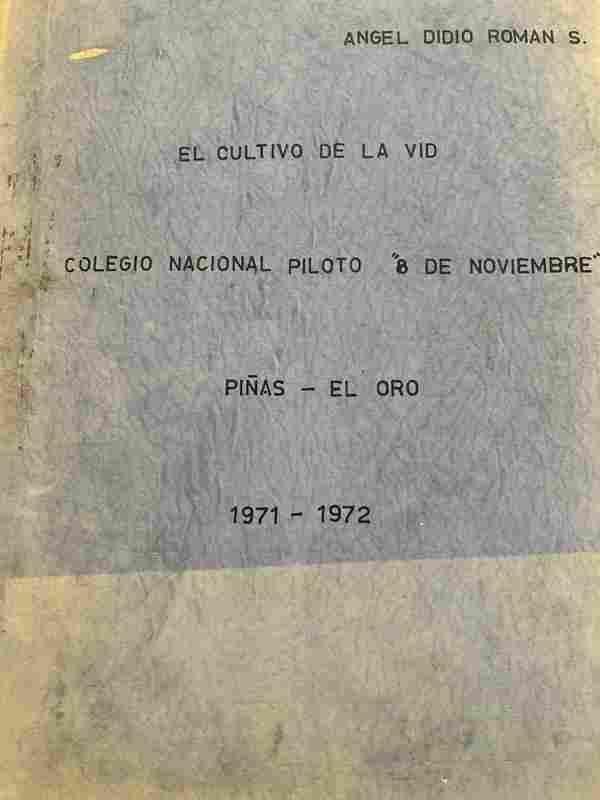 ANGEL DIDIO ROMAN S.
EL CULTIVO DE LA VID
COLEGIO NACIONAL PILOTO "8 DE NOVIEMBRE"
PIÑAS - EL ORO
1971 - 1972